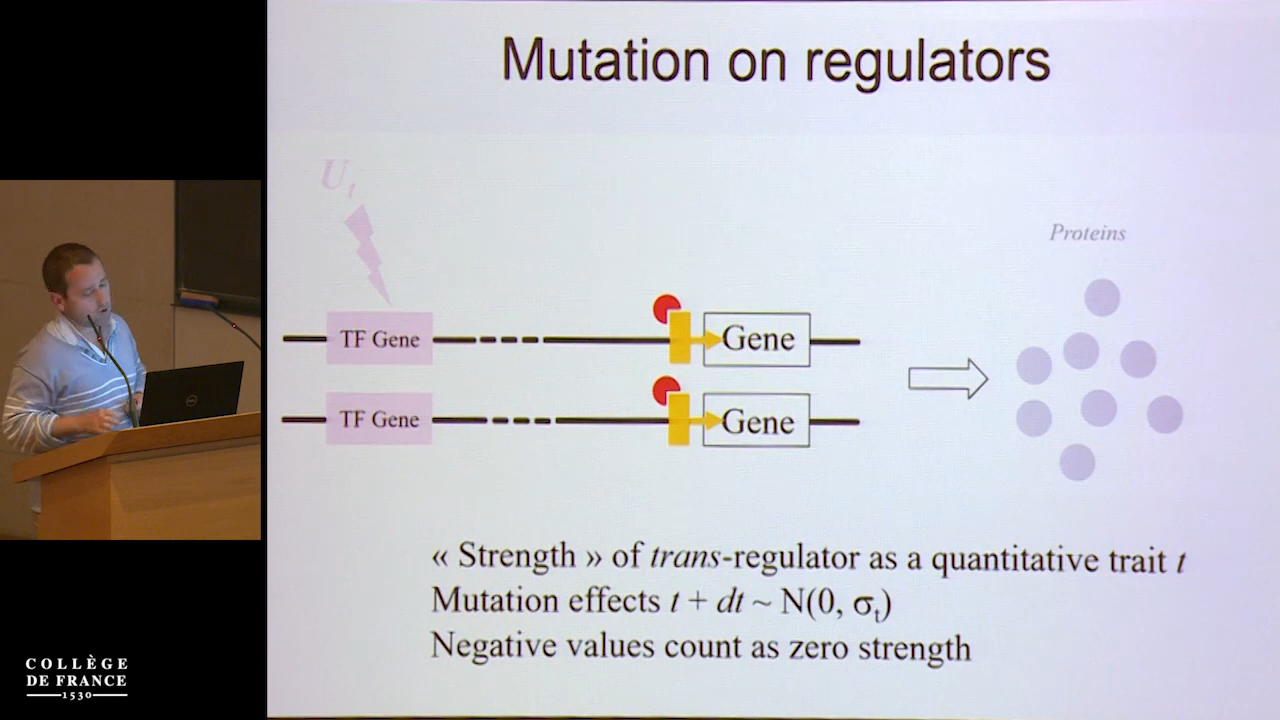 Mutation on regulators
Ut
Proteins
TF Gene
Gene
TF Gene
Gene
« Strength » of trans-regulator as a quantitative trait t
Mutation effects t + dt ~ N(0, σt)
Negative values count as zero strength
COLLÈGE
DE FRANCE
1530